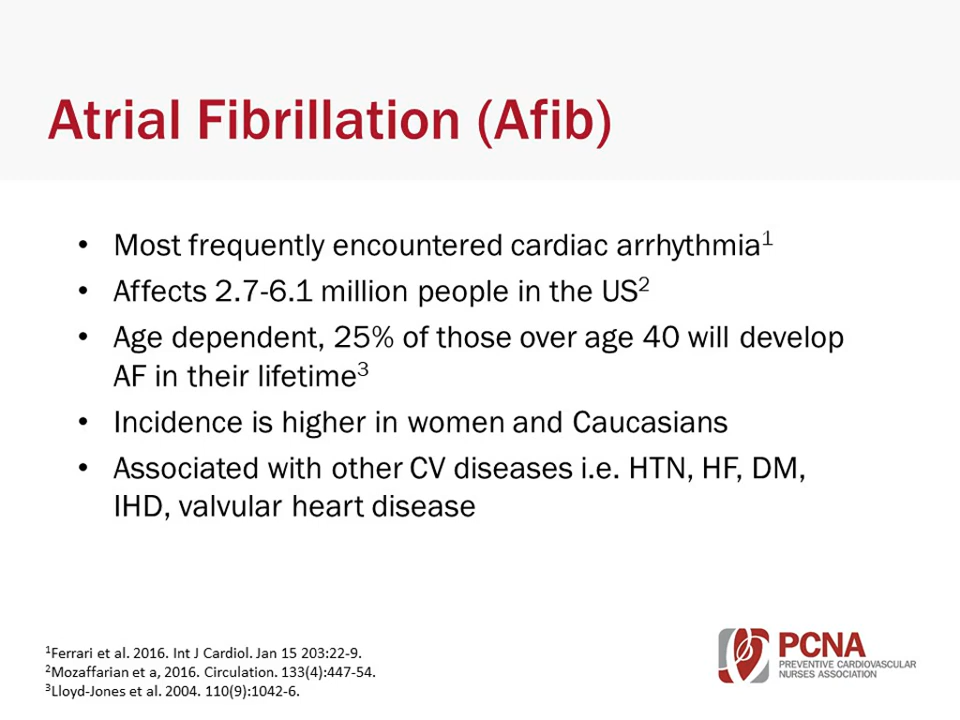 Atrial Fibrillation (Afib)
• Most frequently encountered cardiac arrhythmia¹
• Affects 2.7-6.1 million people in the US²
• Age dependent, 25% of those over age 40 will develop
AF in their lifetime³
• Incidence is higher in women and Caucasians
• Associated with other CV diseases i.e. HTN, HF, DM,
IHD, valvular heart disease
¹Ferrari et al. 2016. Int J Cardiol. Jan 15 203:22-9.
²Mozaffarian et a, 2016. Circulation. 133(4):447-54.
³Lloyd-Jones et al. 2004. 110(9):1042-6.
PCNA
PREVENTIVE CARDIOVASCULAR
NURSES ASSOCIATION